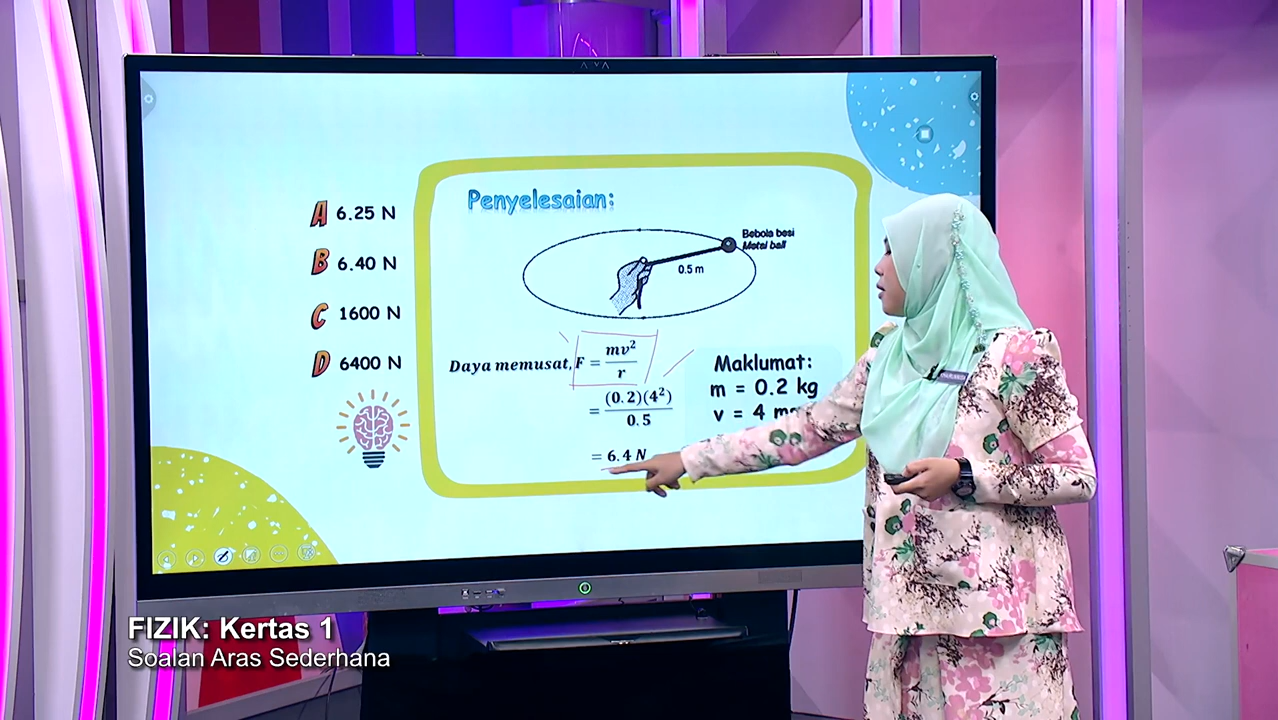 A 6.25 N
B 6.40 N
C 1600 N
D 6400 N
Penyelesaian:
Bebola besi
Metal ball
0.5 m
Daya memusat, F = mv²/r
= (0.2)(4²)/0.5
= 6.4 N
Maklumat:
m = 0.2 kg
v = 4
FIZIK: Kertas 1
Soalan Aras Sederhana